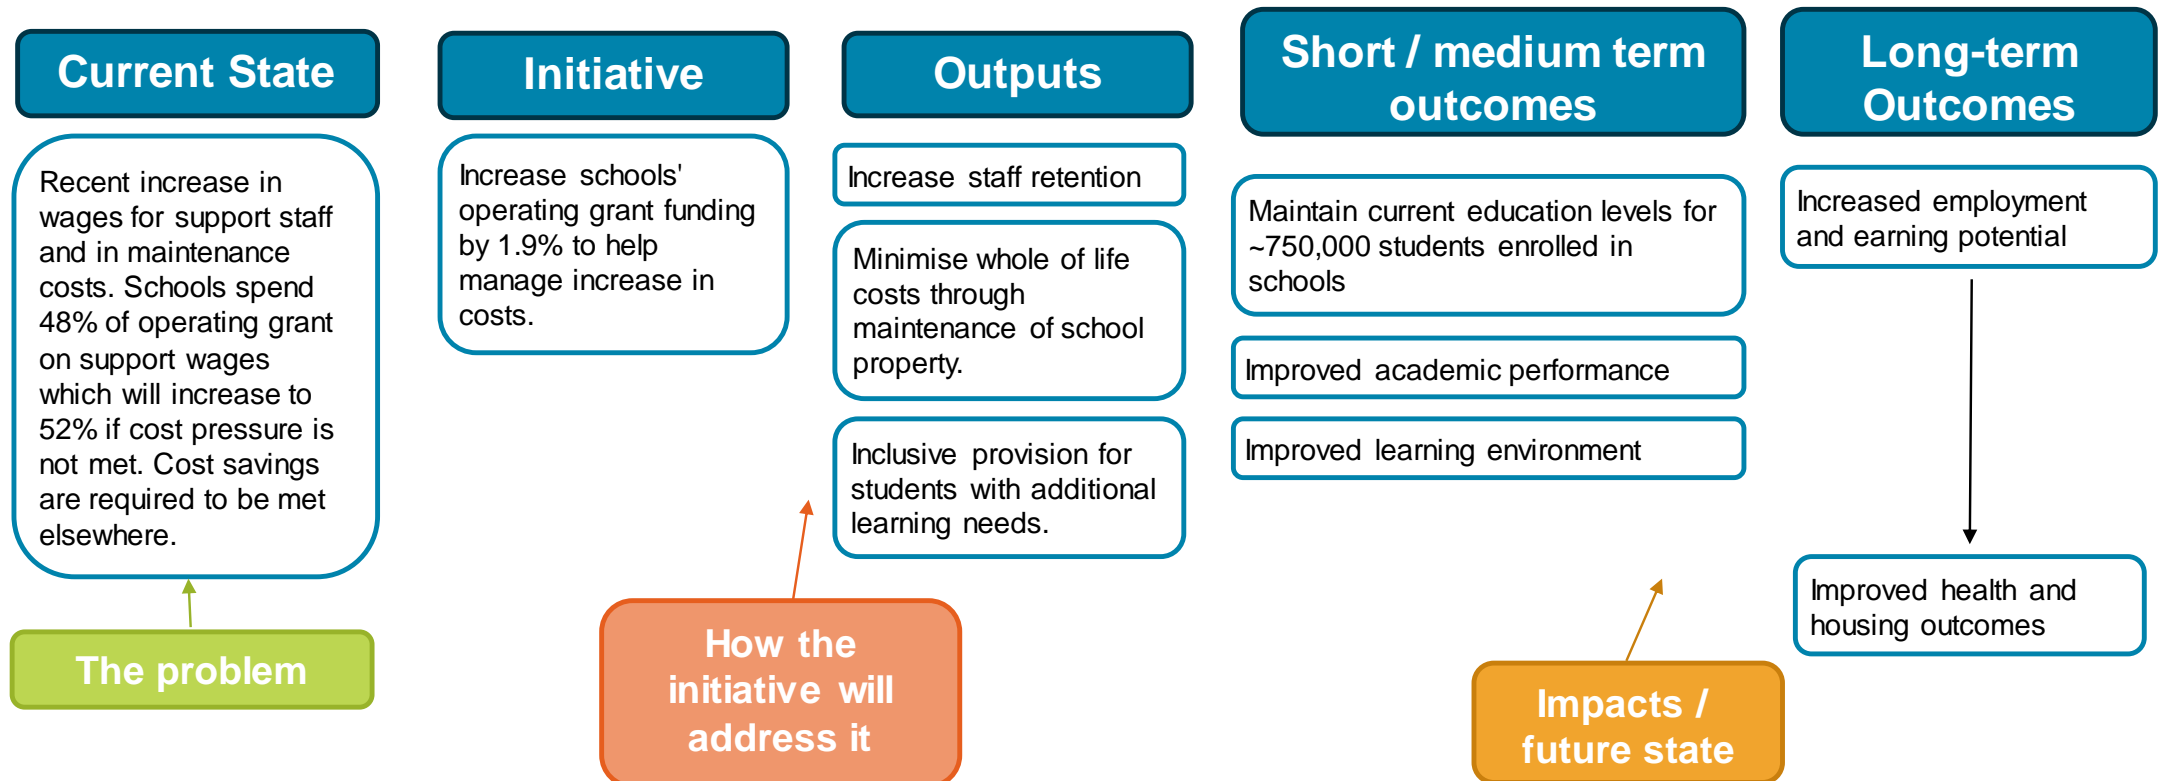 Current State
Recent increase in
wages for support staff
and in maintenance
costs. Schools spend
48% of operating grant
on support wages
which will increase to
52% if cost pressure is
not met. Cost savings
are required to be met
elsewhere.
The problem
Initiative
Increase schools'
operating grant funding
by 1.9% to help
manage increase in
costs.
Outputs
Increase staff retention
Minimise whole of life
costs through
maintenance of school
property.
Inclusive provision for
students with additional
learning needs.
How the
initiative will
address it
Short / medium term
outcomes
Maintain current education levels for
~750,000 students enrolled in
schools
Improved academic performance
Improved learning environment
Long-term
Outcomes
Increased employment
and earning potential
Improved health and
housing outcomes
Impacts /
future state